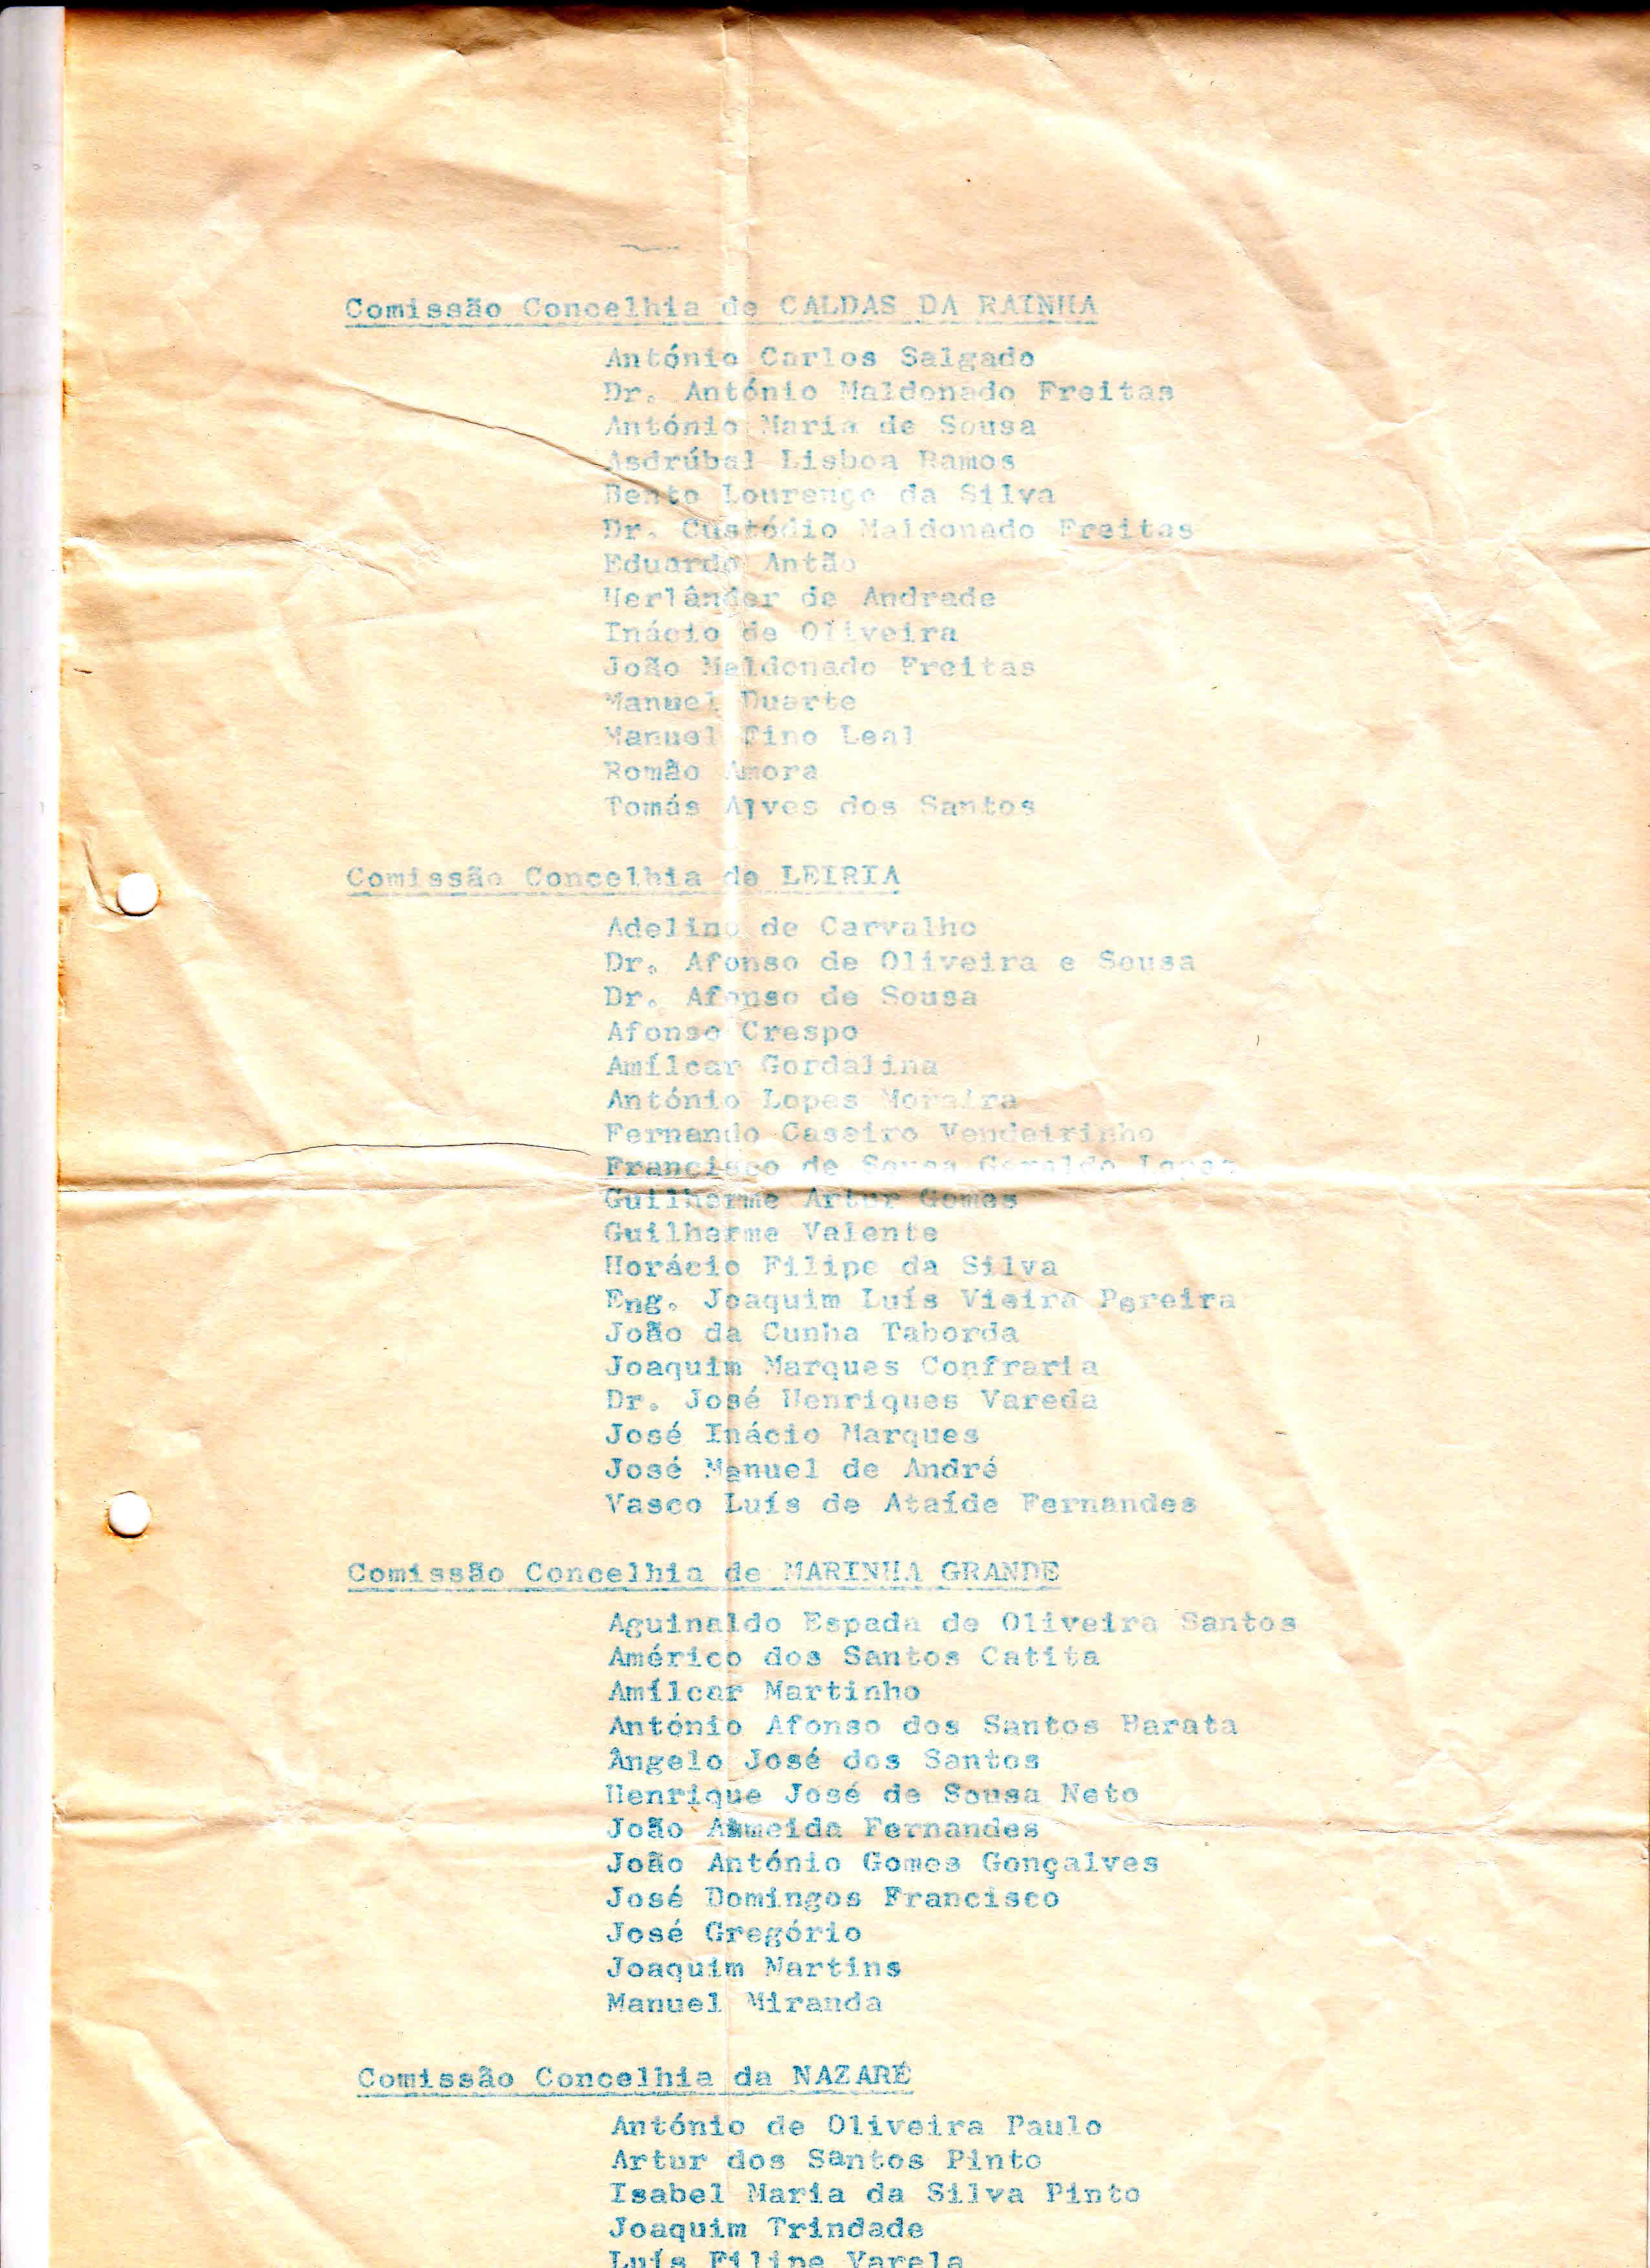 Comissão Concelhia de CALDAS DA RAINHA
António Carlos Salgado
Dr. António Maldonado Freitas
António Maria de Sousa
Asdrúbal Lisboa Ramos
Bento Lourenço da Silva
Dr. Custódio Maldonado Freitas
Eduardo Antão
Herlânder de Andrade
Inácio de Oliveira
João Maldonado Freitas
Manuel Duarte
Manuel Fino Leal
Romão Amora
Tomás Alves dos Santos
Comissão Concelhia de LEIRIA
Adelino de Carvalho
Dr. Afonso de Oliveira e Sousa
Dr. Afonso de Sousa
Afonso Crespo
Amílcar Gordalina
António Lopes Moreira
Fernando Caseiro Vendeirinho
Francisco de Sousa Geraldo
Guilherme Artur Gomes
Guilherme Valente
Horácio Filipe da Silva
Eng. Joaquim Luís Vieira Pereira
João da Cunha Taborda
Joaquim Marques Confraria
Dr. José Henriques Vareda
José Inácio Marques
José Manuel de André
Vasco Luís de Ataíde Fernandes
Comissão Concelhia de MARINHA GRANDE
Aguinaldo Espada de Oliveira Santos
Américo dos Santos Catita
Amílcar Martinho
António Afonso dos Santos Barata
Ângelo José dos Santos
Henrique José de Sousa Neto
João Almeida Fernandes
João António Gomes Gonçalves
José Domingos Francisco
José Gregório
Joaquim Martins
Manuel Miranda
Comissão Concelhia da NAZARÉ
António de Oliveira Paulo
Artur dos Santos Pinto
Isabel Maria da Silva Pinto
Joaquim Trindade
Luís Filipe Varela